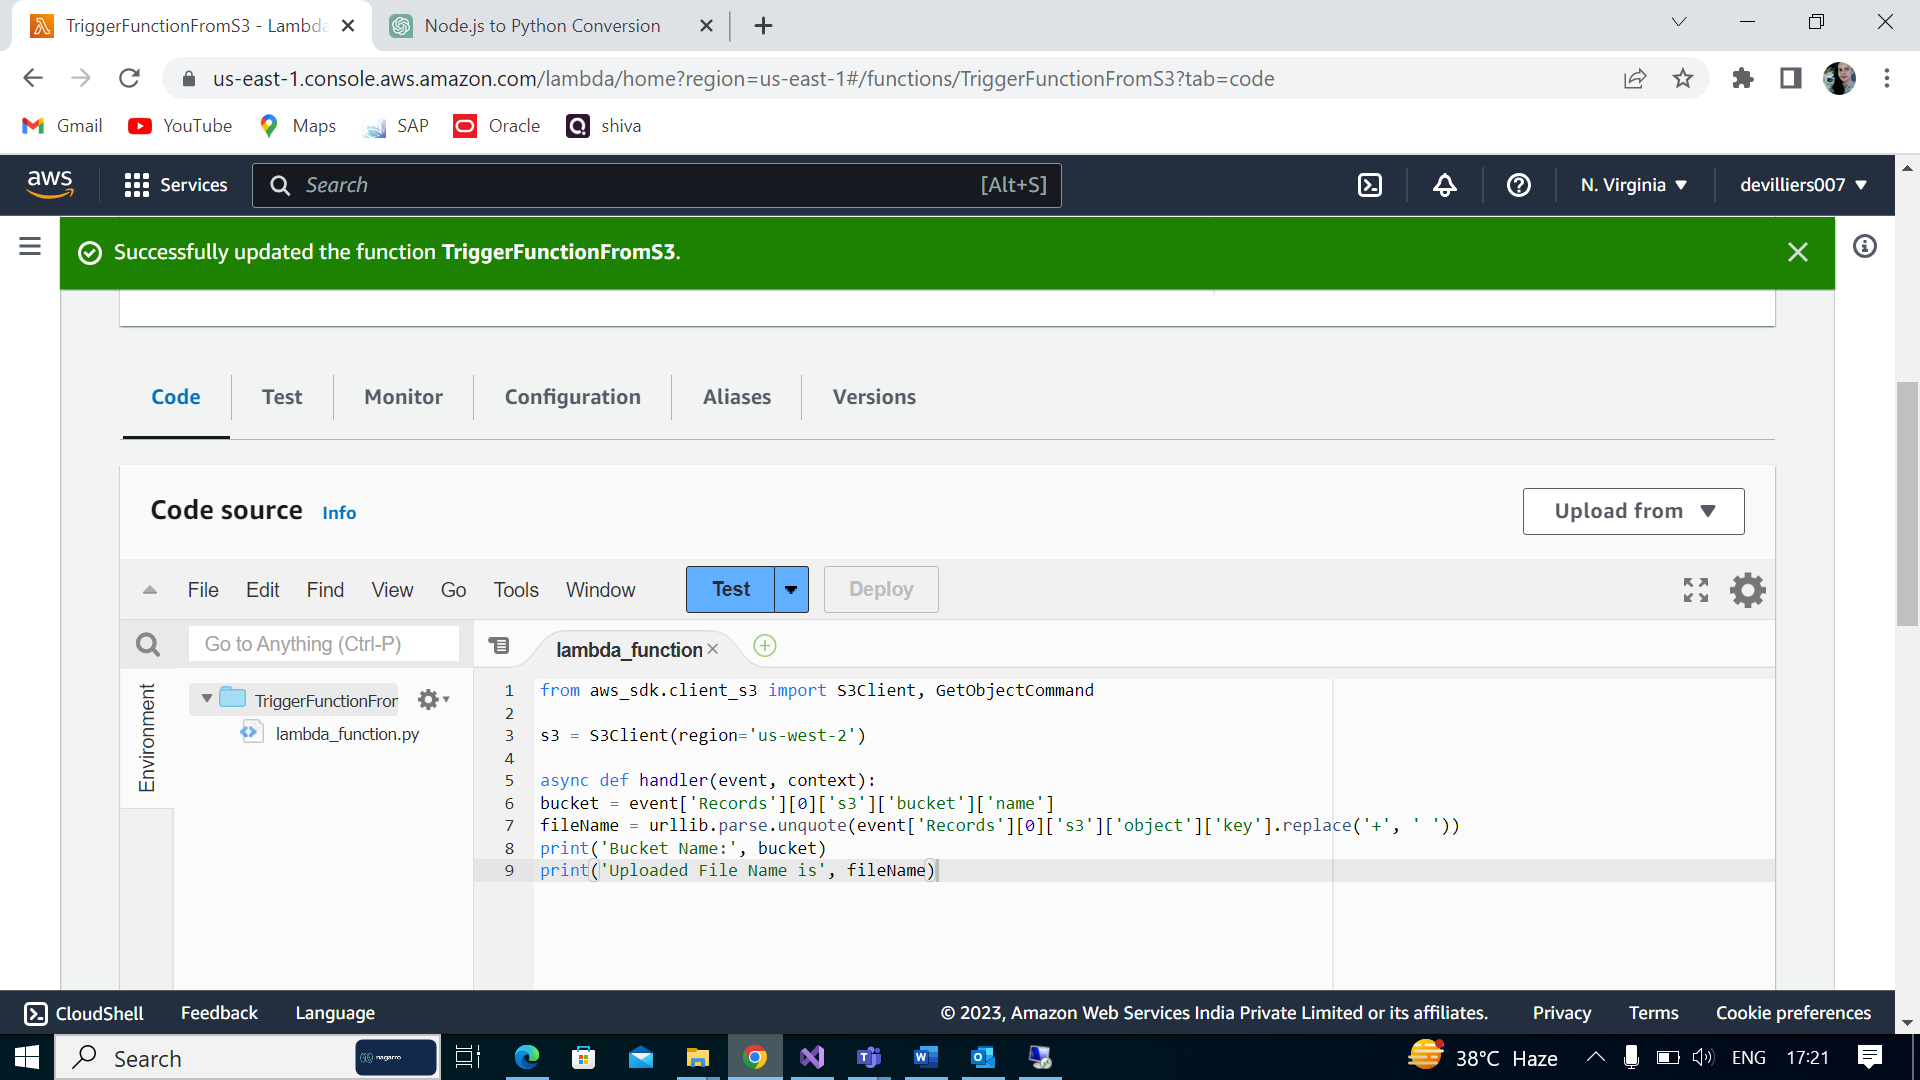 TriggerFunctionFromS3 - Lambda
Node.js to Python Conversion
us-east-1.console.aws.amazon.com/lambda/home?region=us-east-1#/functions/TriggerFunctionFromS3?tab=code
Gmail
YouTube
Maps
SAP
Oracle
shiva
aws
Services
Search
[Alt+S]
N. Virginia
devilliers007
Successfully updated the function TriggerFunctionFromS3.
Code
Test
Monitor
Configuration
Aliases
Versions
Code source
Info
Upload from
File
Edit
Find
View
Go
Tools
Window
Test
Deploy
Go to Anything (Ctrl-P)
lambda_function
Environment
TriggerFunctionFror
lambda_function.py
1 from aws_sdk.client_s3 import S3Client, GetObjectCommand
2
3 s3 = S3Client(region='us-west-2')
4
5 async def handler(event, context):
6 bucket = event['Records'][0]['s3']['bucket']['name']
7 fileName = urllib.parse.unquote(event['Records'][0]['s3']['object']['key'].replace('+', ' '))
8 print('Bucket Name:', bucket)
9 print('Uploaded File Name is', fileName)
CloudShell
Feedback
Language
© 2023, Amazon Web Services India Private Limited or its affiliates.
Privacy
Terms
Cookie preferences
Search
nagarro
38°C Haze
ENG
17:21